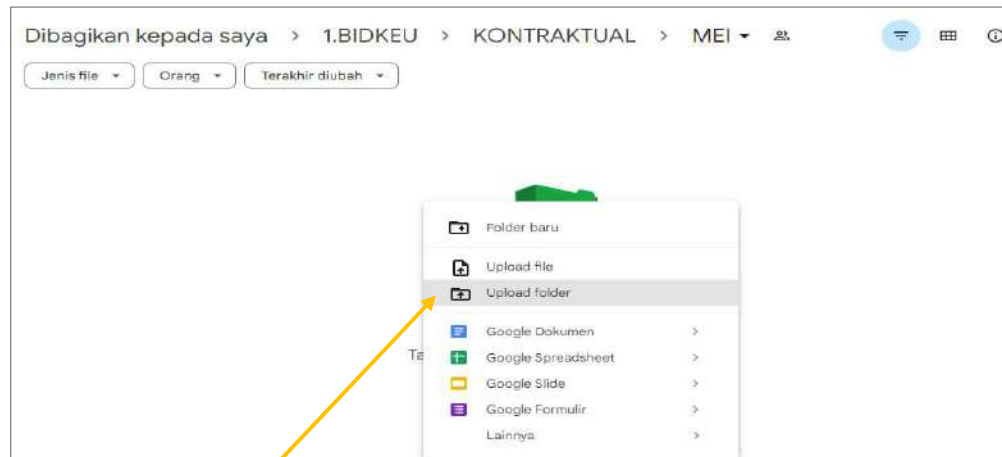 Dibagikan kepada saya > 1.BIDKEU > KONTRAKTUAL > MEI
Jenis file Orang Terakhir diubah
Folder baru
Upload file
Upload folder
Google Dokumen >
Ta
Google Spreadsheet >
Google Slide >
Google Formulir >
Lainnya >